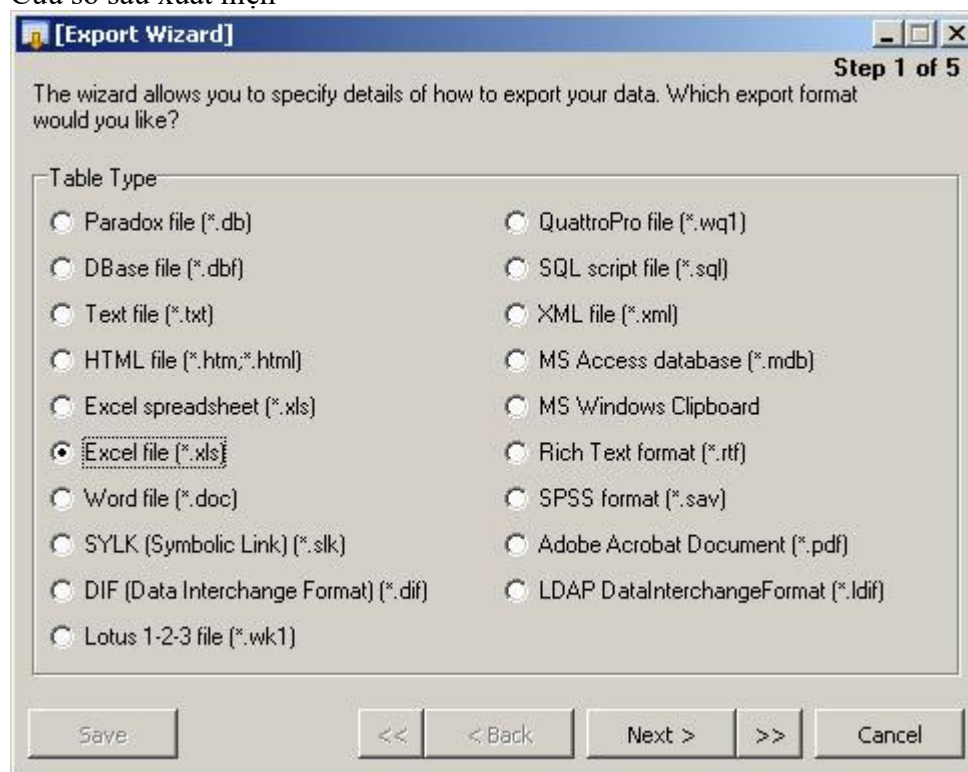 Cửa sổ sau xuất hiện
[Export Wizard]
Step 1 of 5
The wizard allows you to specify details of how to export your data. Which export format
would you like?
Table Type
Paradox file (*.db)
DBase file (*.dbf)
Text file (*.txt)
HTML file (*.htm;*.html)
Excel spreadsheet (*.xls)
Excel file (*.xls)
Word file (*.doc)
SYLK (Symbolic Link) (*.slk)
DIF (Data Interchange Format) (*.dif)
Lotus 1-2-3 file (*.wk1)
QuattroPro file (*.wq1)
SQL script file (*.sql)
XML file (*.xml)
MS Access database (*.mdb)
MS Windows Clipboard
Rich Text format (*.rtf)
SPSS format (*.sav)
Adobe Acrobat Document (*.pdf)
LDAP DataInterchangeFormat (*.ldif)
Save
<<
< Back
Next >
>>
Cancel